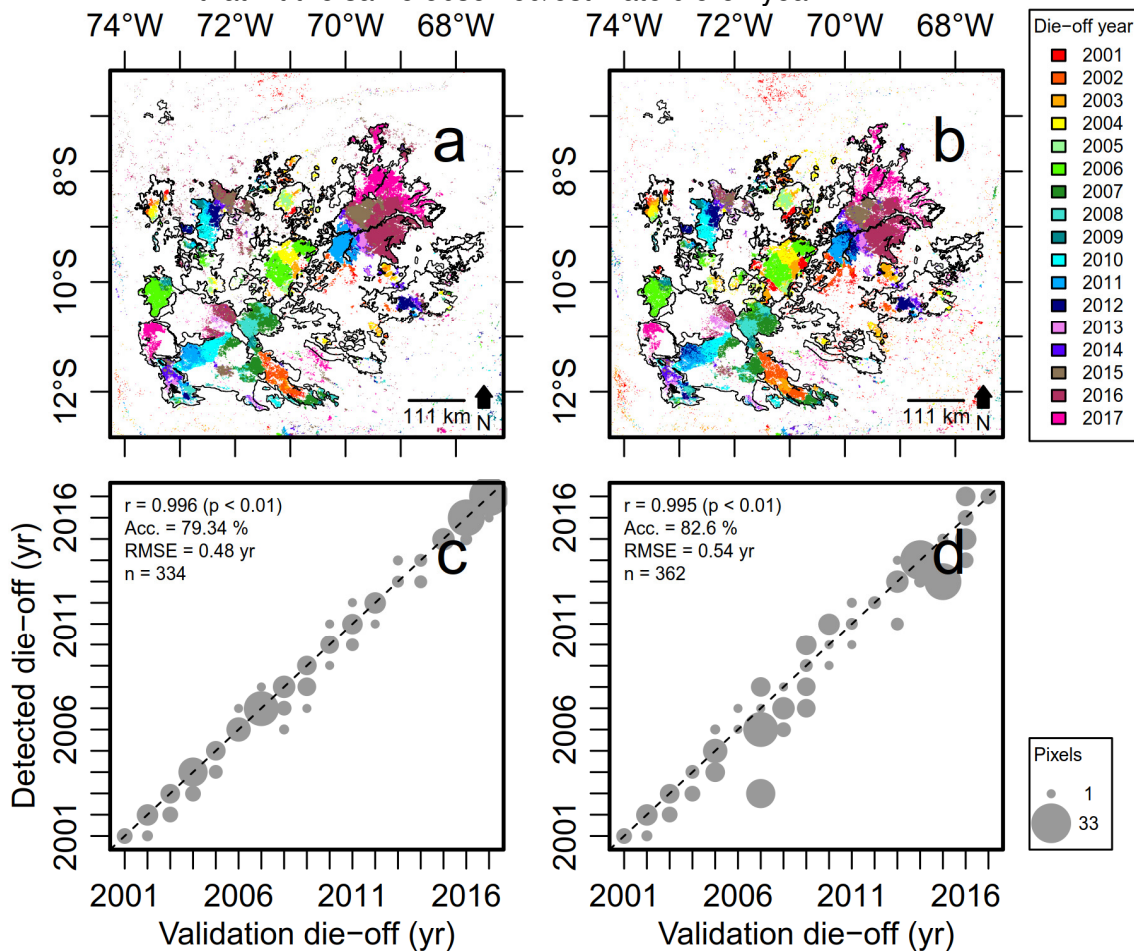 74°W 72°W 70°W 68°W
74°W 72°W 70°W 68°W
Die−off year
2001
2002
2003
2004
2005
2006
2007
2008
2009
2010
2011
2012
2013
2014
2015
2016
2017
8°S
10°S
12°S
a
111 km
N
8°S
10°S
12°S
b
111 km
N
r = 0.996 (p < 0.01)
Acc. = 79.34 %
RMSE = 0.48 yr
n = 334
c
r = 0.995 (p < 0.01)
Acc. = 82.6 %
RMSE = 0.54 yr
n = 362
d
Detected die−off (yr)
2016
2011
2006
2001
2016
2011
2006
2001
Pixels
1
33
2001 2006 2011 2016
2001 2006 2011 2016
Validation die−off (yr)
Validation die−off (yr)